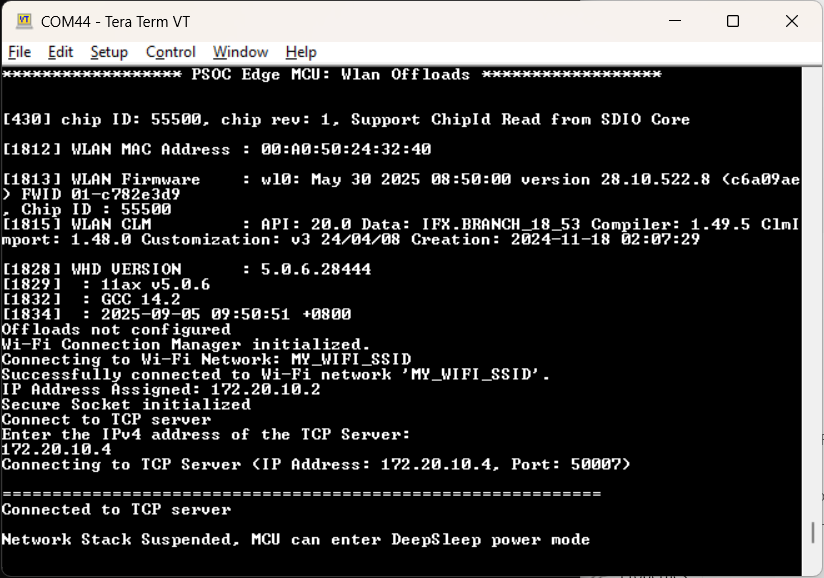 COM44 - Tera Term VT
File Edit Setup Control Window Help
****************** PSOC Edge MCU: Wlan Offloads ******************
[430] chip ID: 55500, chip rev: 1, Support ChipId Read from SDIO Core
[1812] WLAN MAC Address : 00:A0:50:24:32:40
[1813] WLAN Firmware    : wl0: May 30 2025 08:50:00 version 28.10.522.8 (c6a09ae
) FWID 01-c782e3d9
, Chip ID : 55500
[1815] WLAN CLM         : API: 20.0 Data: IFX.BRANCH_18_53 Compiler: 1.49.5 ClmI
mport: 1.48.0 Customization: v3 24/04/08 Creation: 2024-11-18 02:07:29
[1828] WHD VERSION      : 5.0.6.28444
[1829]  : 11ax v5.0.6
[1832]  : GCC 14.2
[1834]  : 2025-09-05 09:50:51 +0800
Offloads not configured
Wi-Fi Connection Manager initialized.
Connecting to Wi-Fi Network: MY_WIFI_SSID
Successfully connected to Wi-Fi network 'MY_WIFI_SSID'.
IP Address Assigned: 172.20.10.2
Secure Socket initialized
Connect to TCP server
Enter the IPv4 address of the TCP Server:
172.20.10.4
Connecting to TCP Server (IP Address: 172.20.10.4, Port: 50007)
============================================================
Connected to TCP server
Network Stack Suspended, MCU can enter DeepSleep power mode